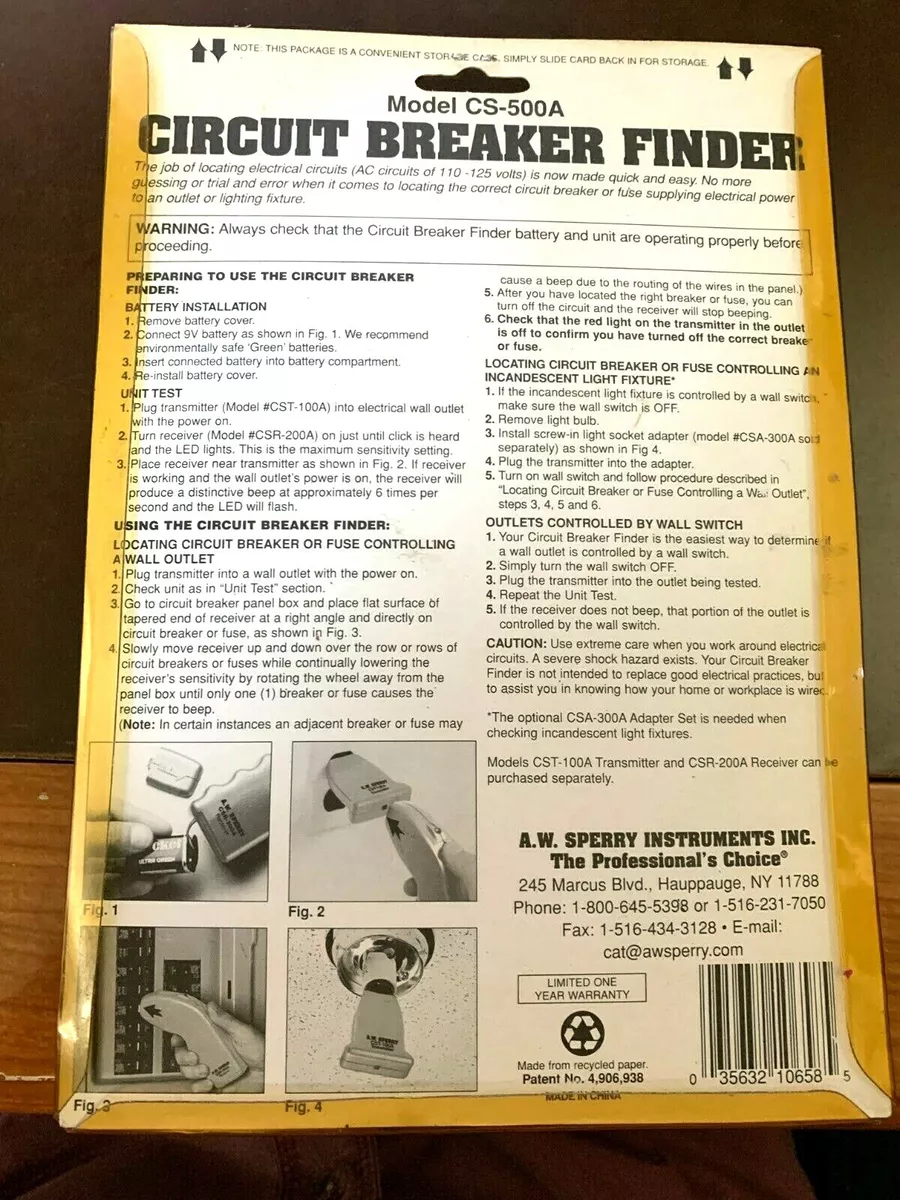 NOTE: THIS PACKAGE IS A CONVENIENT STORAGE CASE. SIMPLY SLIDE CARD BACK IN FOR STORAGE.
Model CS-500A
CIRCUIT BREAKER FINDER
The job of locating electrical circuits (AC circuits of 110 -125 volts) is now made quick and easy. No more
guessing or trial and error when it comes to locating the correct circuit breaker or fuse supplying electrical power
to an outlet or lighting fixture.
WARNING: Always check that the Circuit Breaker Finder battery and unit are operating properly before
proceeding.
PREPARING TO USE THE CIRCUIT BREAKER
FINDER:
BATTERY INSTALLATION
1. Remove battery cover.
2. Connect 9V battery as shown in Fig. 1. We recommend
environmentally safe 'Green' batteries.
3. Insert connected battery into battery compartment.
4. Re-install battery cover.
UNIT TEST
1. Plug transmitter (Model #CST-100A) into electrical wall outlet
with the power on.
2. Turn receiver (Model #CSR-200A) on just until click is heard
and the LED lights. This is the maximum sensitivity setting.
3. Place receiver near transmitter as shown in Fig. 2. If receiver
is working and the wall outlet's power is on, the receiver will
produce a distinctive beep at approximately 6 times per
second and the LED will flash.
USING THE CIRCUIT BREAKER FINDER:
LOCATING CIRCUIT BREAKER OR FUSE CONTROLLING
A WALL OUTLET
1. Plug transmitter into a wall outlet with the power on.
2. Check unit as in "Unit Test" section.
3. Go to circuit breaker panel box and place flat surface of
tapered end of receiver at a right angle and directly on
circuit breaker or fuse, as shown in Fig. 3.
4. Slowly move receiver up and down over the row or rows of
circuit breakers or fuses while continually lowering the
receiver's sensitivity by rotating the wheel away from the
panel box until only one (1) breaker or fuse causes the
receiver to beep.
(Note: In certain instances an adjacent breaker or fuse may
cause a beep due to the routing of the wires in the panel.)
5. After you have located the right breaker or fuse, you can
turn off the circuit and the receiver will stop beeping.
6. Check that the red light on the transmitter in the outlet
is off to confirm you have turned off the correct breaker
or fuse.
LOCATING CIRCUIT BREAKER OR FUSE CONTROLLING AN
INCANDESCENT LIGHT FIXTURE*
1. If the incandescent light fixture is controlled by a wall switch,
make sure the wall switch is OFF.
2. Remove light bulb.
3. Install screw-in light socket adapter (model #CSA-300A sold
separately) as shown in Fig 4.
4. Plug the transmitter into the adapter.
5. Turn on wall switch and follow procedure described in
"Locating Circuit Breaker or Fuse Controlling a Wall Outlet",
steps 3, 4, 5 and 6.
OUTLETS CONTROLLED BY WALL SWITCH
1. Your Circuit Breaker Finder is the easiest way to determine if
a wall outlet is controlled by a wall switch.
2. Simply turn the wall switch OFF.
3. Plug the transmitter into the outlet being tested.
4. Repeat the Unit Test.
5. If the receiver does not beep, that portion of the outlet is
controlled by the wall switch.
CAUTION: Use extreme care when you work around electrical
circuits. A severe shock hazard exists. Your Circuit Breaker
Finder is not intended to replace good electrical practices, but
to assist you in knowing how your home or workplace is wired.
*The optional CSA-300A Adapter Set is needed when
checking incandescent light fixtures.
Models CST-100A Transmitter and CSR-200A Receiver can be
purchased separately.
A.W. SPERRY
CSR-200A
Receiver
ULTRA GREEN
Fig. 1
A.W. SPERRY
Fig. 2
Fig. 3
A.W. SPERRY
CST-100A
Fig. 4
A.W. SPERRY INSTRUMENTS INC.
The Professional's Choice®
245 Marcus Blvd., Hauppauge, NY 11788
Phone: 1-800-645-5398 or 1-516-231-7050
Fax: 1-516-434-3128 • E-mail:
cat@awsperry.com
LIMITED ONE
YEAR WARRANTY
Made from recycled paper.
Patent No. 4,906,938
MADE IN CHINA
0 35632 10658 5